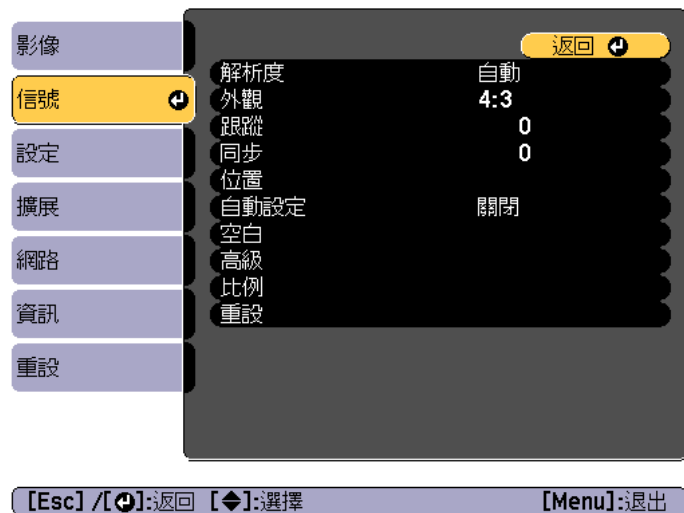 影像
信號
設定
擴展
網路
資訊
重設
返回
解析度 自動
外觀 4:3
跟蹤 0
同步 0
位置
自動設定 關閉
空白
高級
比例
重設
[Esc] /[]:返回 []:選擇 [Menu]:退出